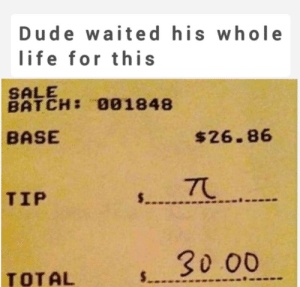 Dude waited his whole
life for this
SALE
BATCH: 001848
BASE $26.86
TIP $ π
TOTAL $ 30.00